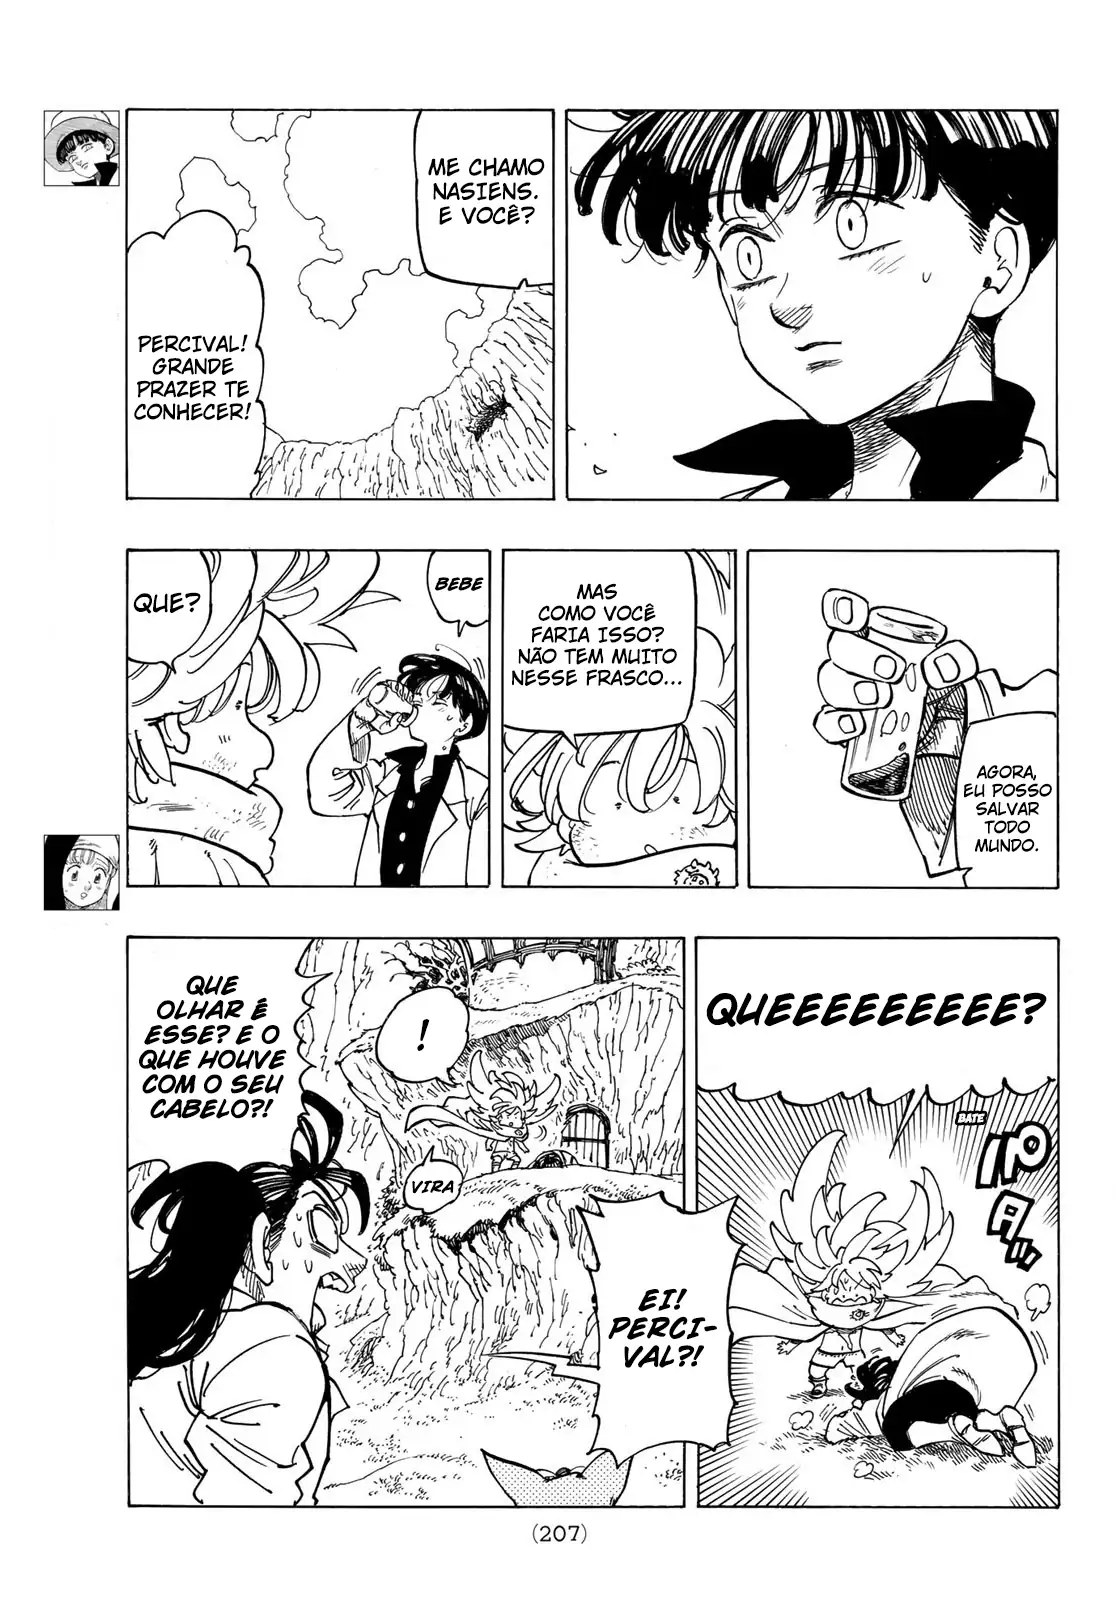 ME CHAMO
NASIENS.
E VOCÊ?
PERCIVAL!
GRANDE
PRAZER TE
CONHECER!
AGORA,
EU POSSO
SALVAR
TODO
MUNDO.
MAS
COMO VOCÊ
FARIA ISSO?
NÃO TEM MUITO
NESSE FRASCO...
BEBE
QUE?
QUEEEEEEEEEE?
BATE
EI!
PERCI-
VAL?!
!
VIRA
QUE
OLHAR É
ESSE? E O
QUE HOUVE
COM O SEU
CABELO?!
(207)